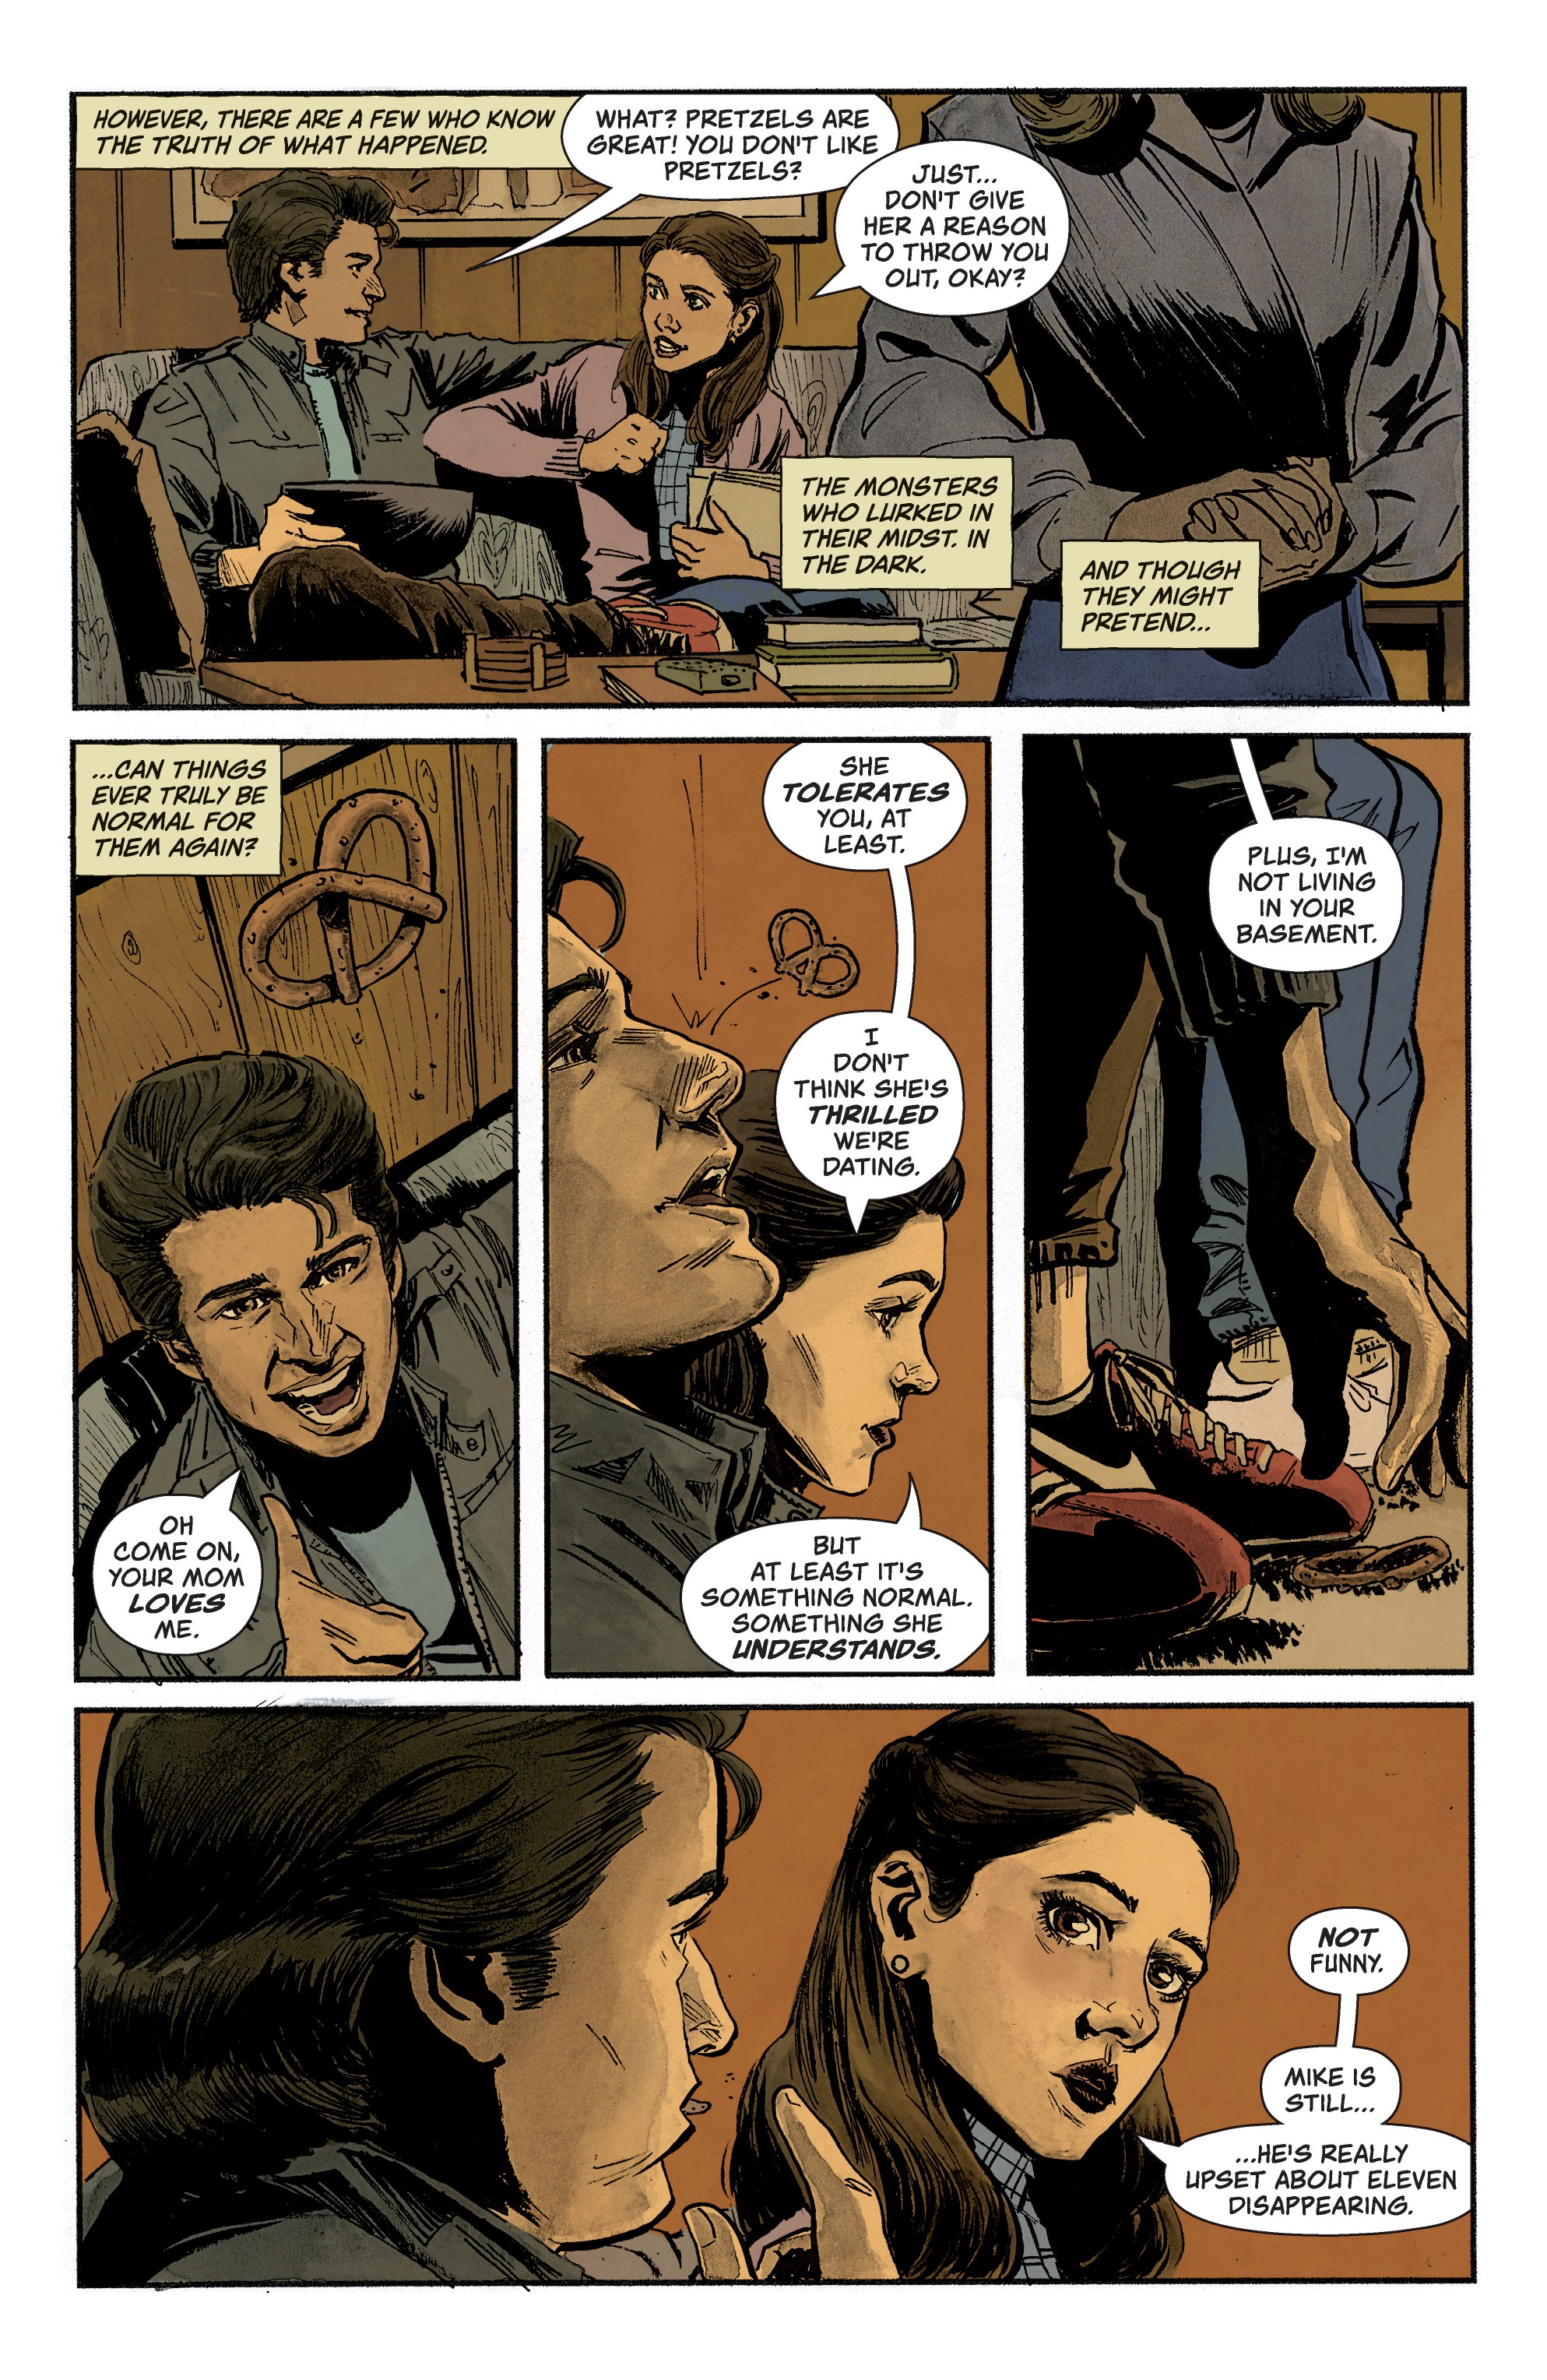 HOWEVER, THERE ARE A FEW WHO KNOW
THE TRUTH OF WHAT HAPPENED.
WHAT? PRETZELS ARE
GREAT! YOU DON'T LIKE
PRETZELS?
JUST...
DON'T GIVE
HER A REASON
TO THROW YOU
OUT, OKAY?
THE MONSTERS
WHO LURKED IN
THEIR MIDST. IN
THE DARK.
AND THOUGH
THEY MIGHT
PRETEND...
...CAN THINGS
EVER TRULY BE
NORMAL FOR
THEM AGAIN?
OH
COME ON,
YOUR MOM
LOVES
ME.
SHE
TOLERATES
YOU, AT
LEAST.
I
DON'T
THINK SHE'S
THRILLED
WE'RE
DATING.
BUT
AT LEAST IT'S
SOMETHING NORMAL.
SOMETHING SHE
UNDERSTANDS.
PLUS, I'M
NOT LIVING
IN YOUR
BASEMENT.
NOT
FUNNY.
MIKE IS
STILL...
...HE'S REALLY
UPSET ABOUT ELEVEN
DISAPPEARING.